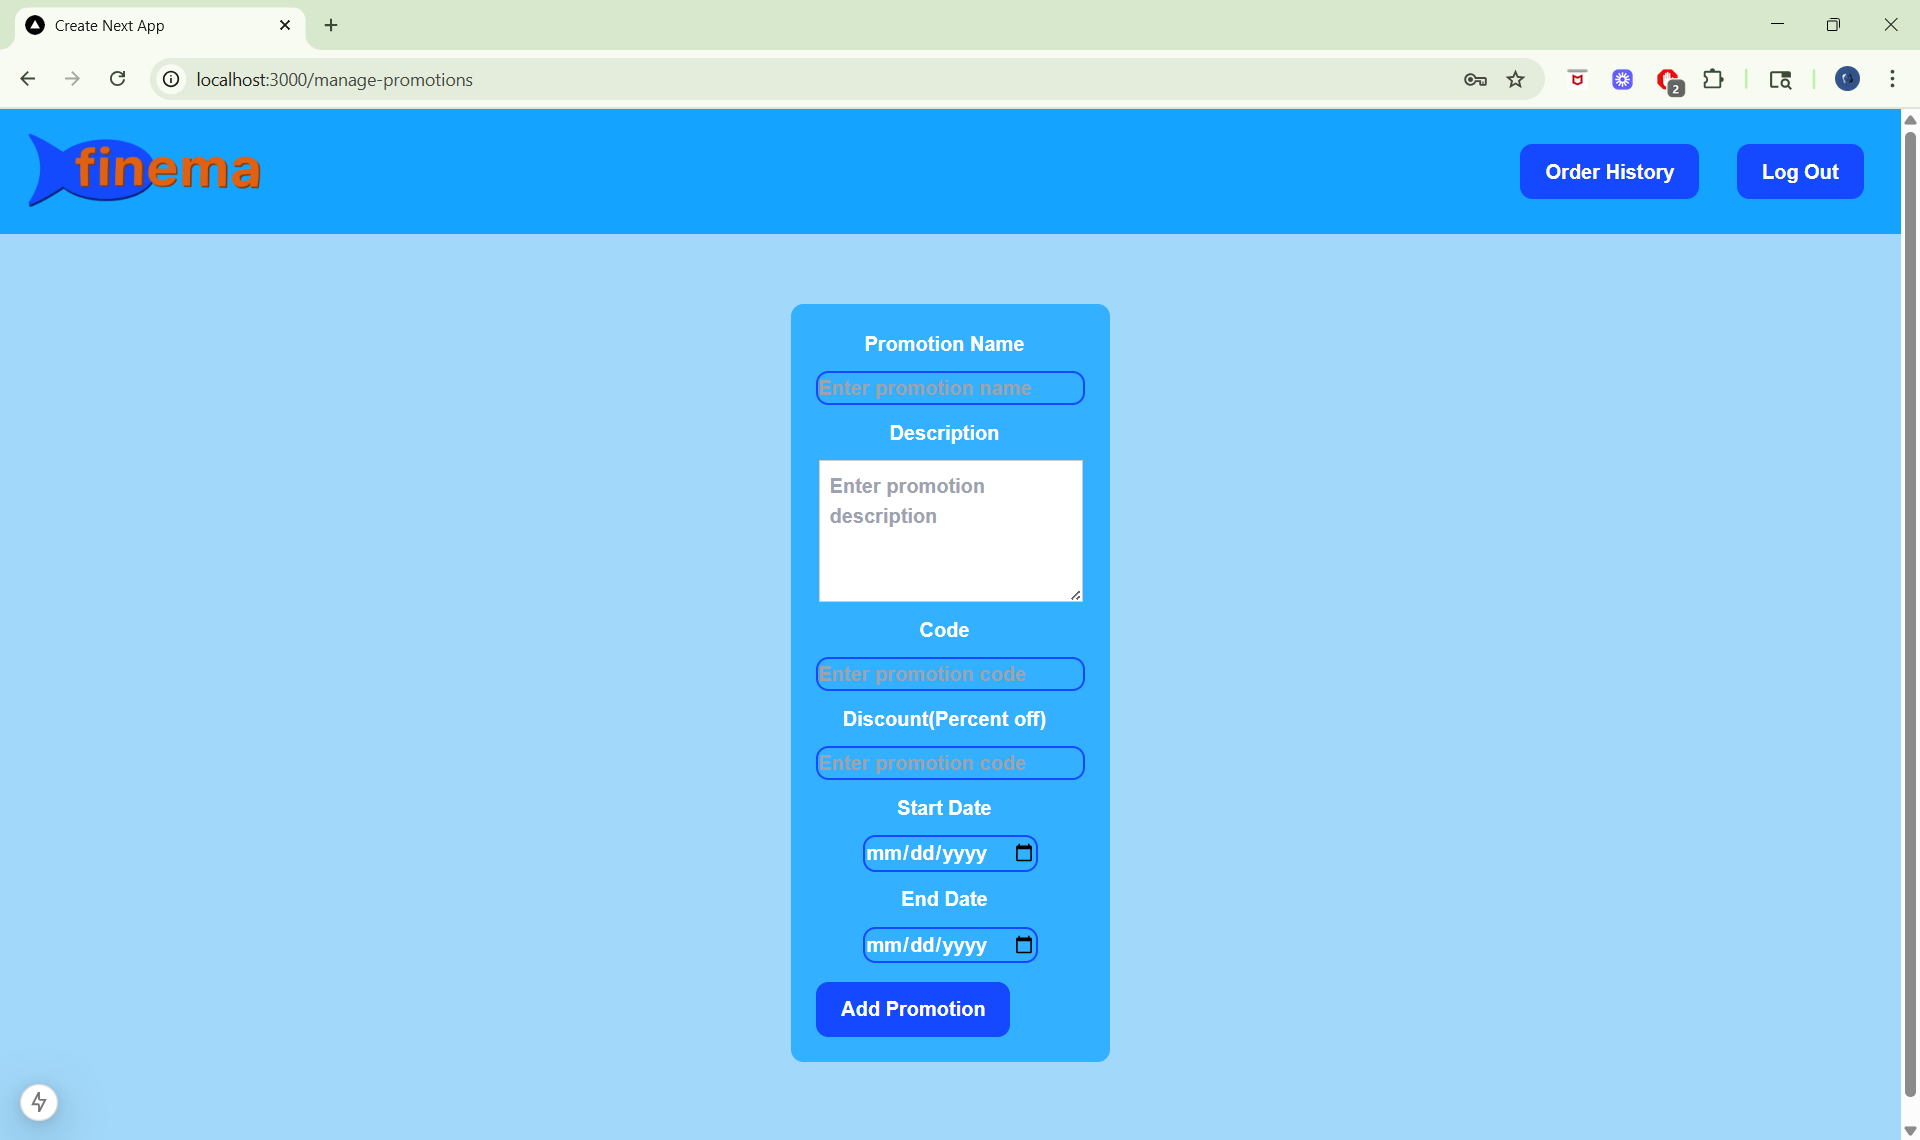 Create Next App
localhost:3000/manage-promotions
2
finema
Order History
Log Out
Promotion Name
Enter promotion name
Description
Enter promotion
description
Code
Enter promotion code
Discount(Percent off)
Enter promotion code
Start Date
mm/dd/yyyy
End Date
mm/dd/yyyy
Add Promotion